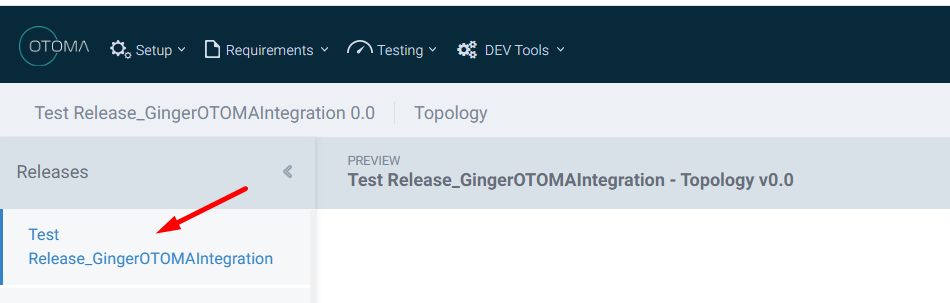 OTOMA Setup Requirements Testing DEV Tools
Test Release_GingerOTOMAIntegration 0.0 Topology
Releases
PREVIEW
Test Release_GingerOTOMAIntegration - Topology v0.0
Test
Release_GingerOTOMAIntegration